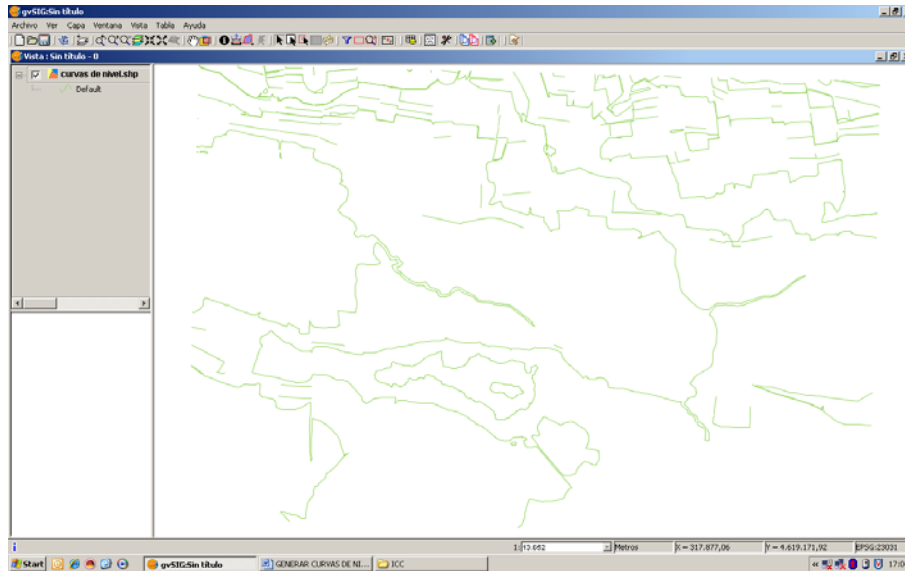 gvSIG:Sin título
Archivo Ver Capa Ventana Vista Tabla Ayuda
Vista : Sin título - 0
curvas de nivel.shp
Default
1: 13.662 Metros X = 317.877,06 Y = 4.619.171,92 EPSG:23031
Start gvSIG:Sin título GENERAR CURVAS DE NI... ICC 17:0